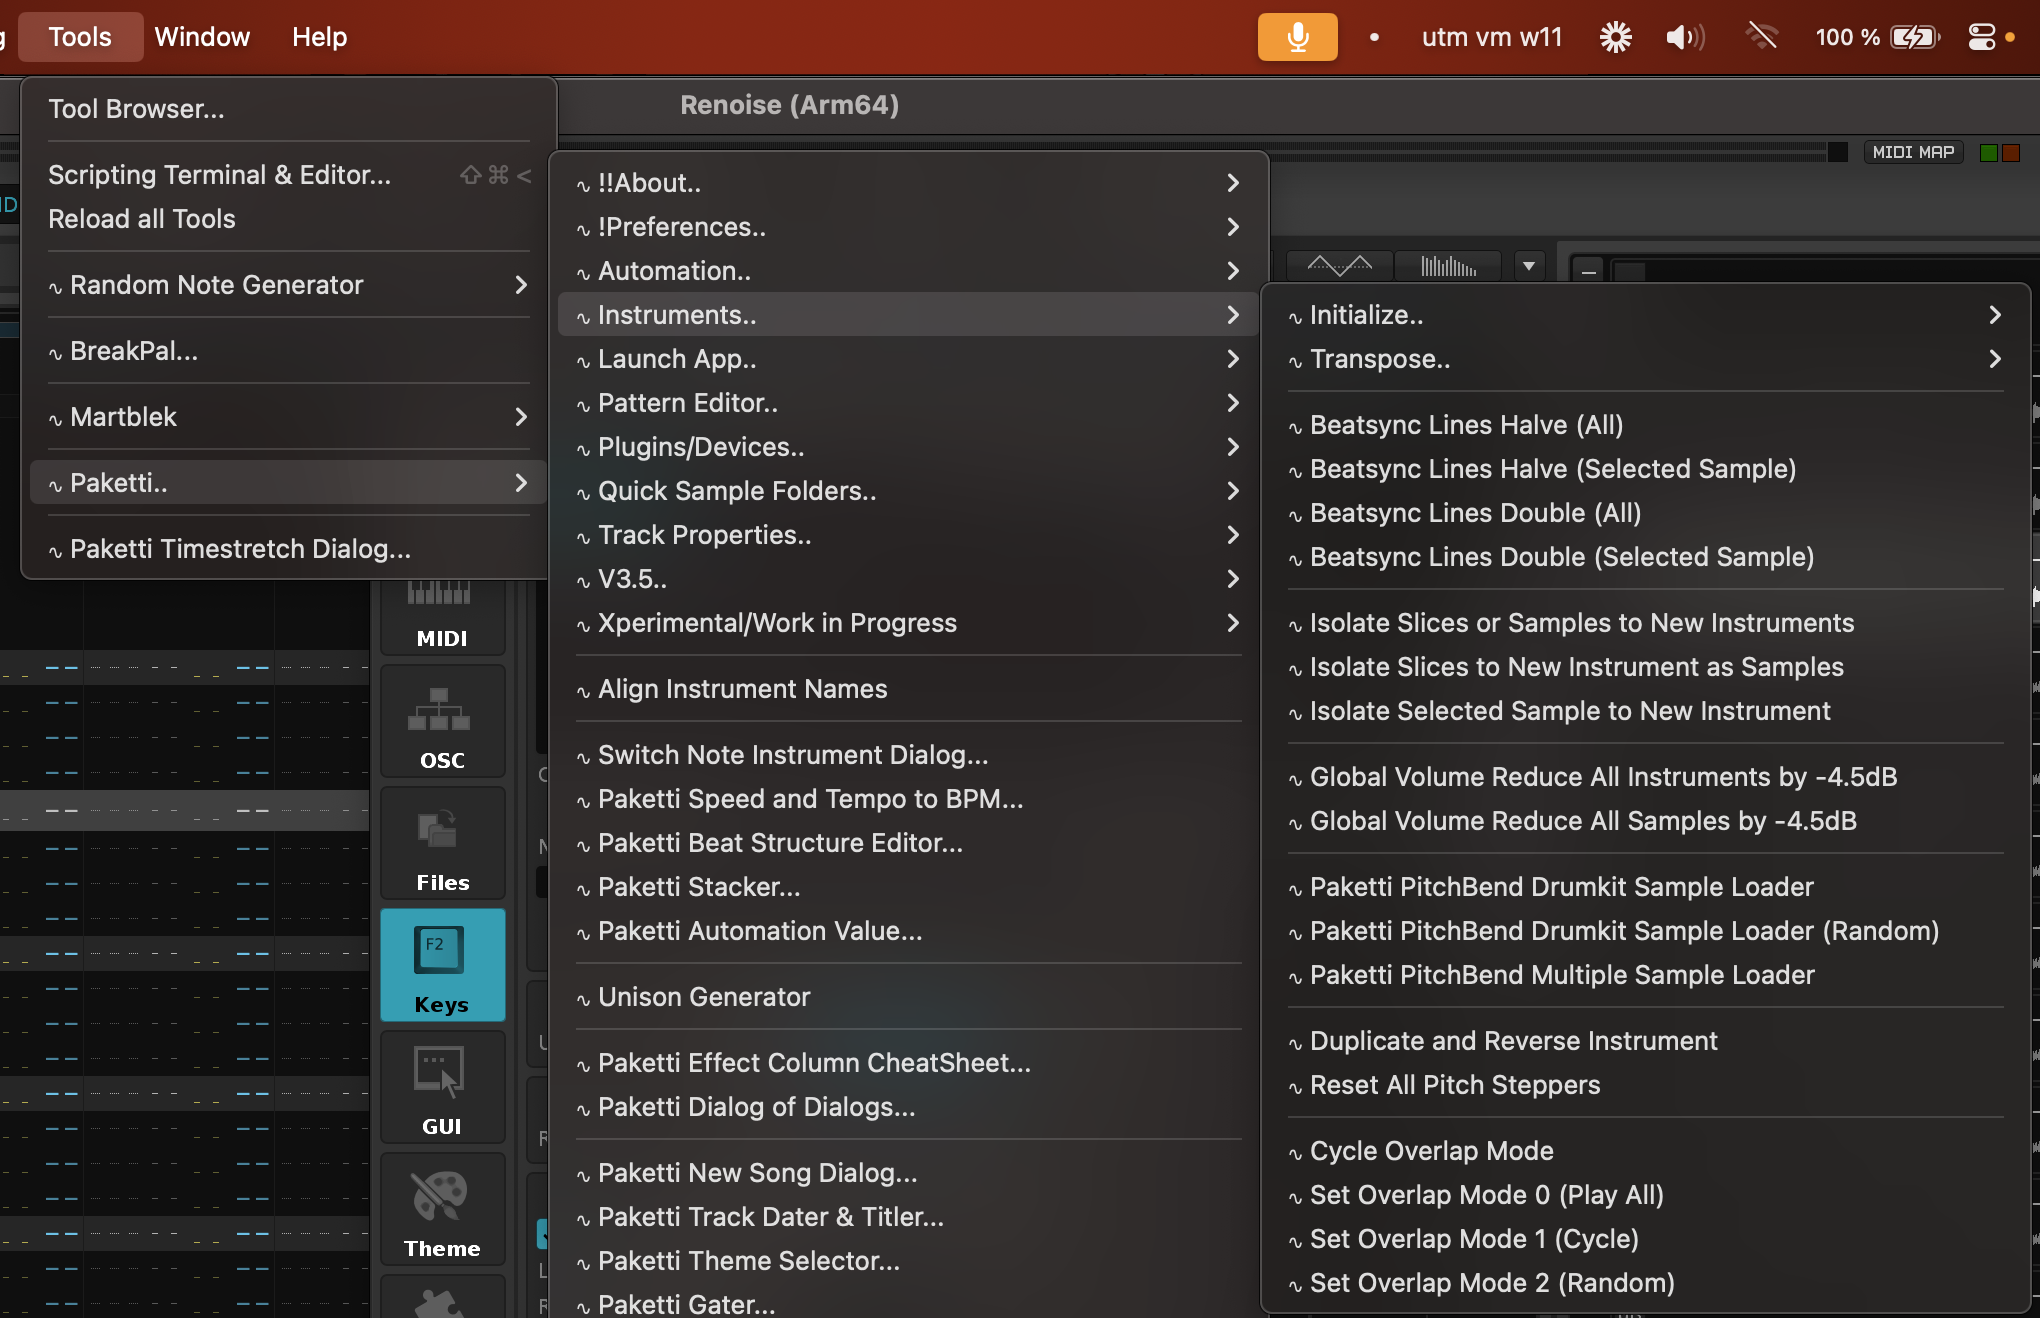 Tools Window Help
utm vm w11
100 %
Renoise (Arm64)
MIDI MAP
Tool Browser...
Scripting Terminal & Editor... ⇧⌘<
Reload all Tools
∿ Random Note Generator
∿ BreakPal...
∿ Martblek
∿ Paketti..
∿ Paketti Timestretch Dialog...
∿ !!About..
∿ !Preferences..
∿ Automation..
∿ Instruments..
∿ Launch App..
∿ Pattern Editor..
∿ Plugins/Devices..
∿ Quick Sample Folders..
∿ Track Properties..
∿ V3.5..
∿ Xperimental/Work in Progress
∿ Align Instrument Names
∿ Switch Note Instrument Dialog...
∿ Paketti Speed and Tempo to BPM...
∿ Paketti Beat Structure Editor...
∿ Paketti Stacker...
∿ Paketti Automation Value...
∿ Unison Generator
∿ Paketti Effect Column CheatSheet...
∿ Paketti Dialog of Dialogs...
∿ Paketti New Song Dialog...
∿ Paketti Track Dater & Titler...
∿ Paketti Theme Selector...
∿ Paketti Gater...
∿ Initialize..
∿ Transpose..
∿ Beatsync Lines Halve (All)
∿ Beatsync Lines Halve (Selected Sample)
∿ Beatsync Lines Double (All)
∿ Beatsync Lines Double (Selected Sample)
∿ Isolate Slices or Samples to New Instruments
∿ Isolate Slices to New Instrument as Samples
∿ Isolate Selected Sample to New Instrument
∿ Global Volume Reduce All Instruments by -4.5dB
∿ Global Volume Reduce All Samples by -4.5dB
∿ Paketti PitchBend Drumkit Sample Loader
∿ Paketti PitchBend Drumkit Sample Loader (Random)
∿ Paketti PitchBend Multiple Sample Loader
∿ Duplicate and Reverse Instrument
∿ Reset All Pitch Steppers
∿ Cycle Overlap Mode
∿ Set Overlap Mode 0 (Play All)
∿ Set Overlap Mode 1 (Cycle)
∿ Set Overlap Mode 2 (Random)
MIDI
OSC
Files
F2
Keys
GUI
Theme